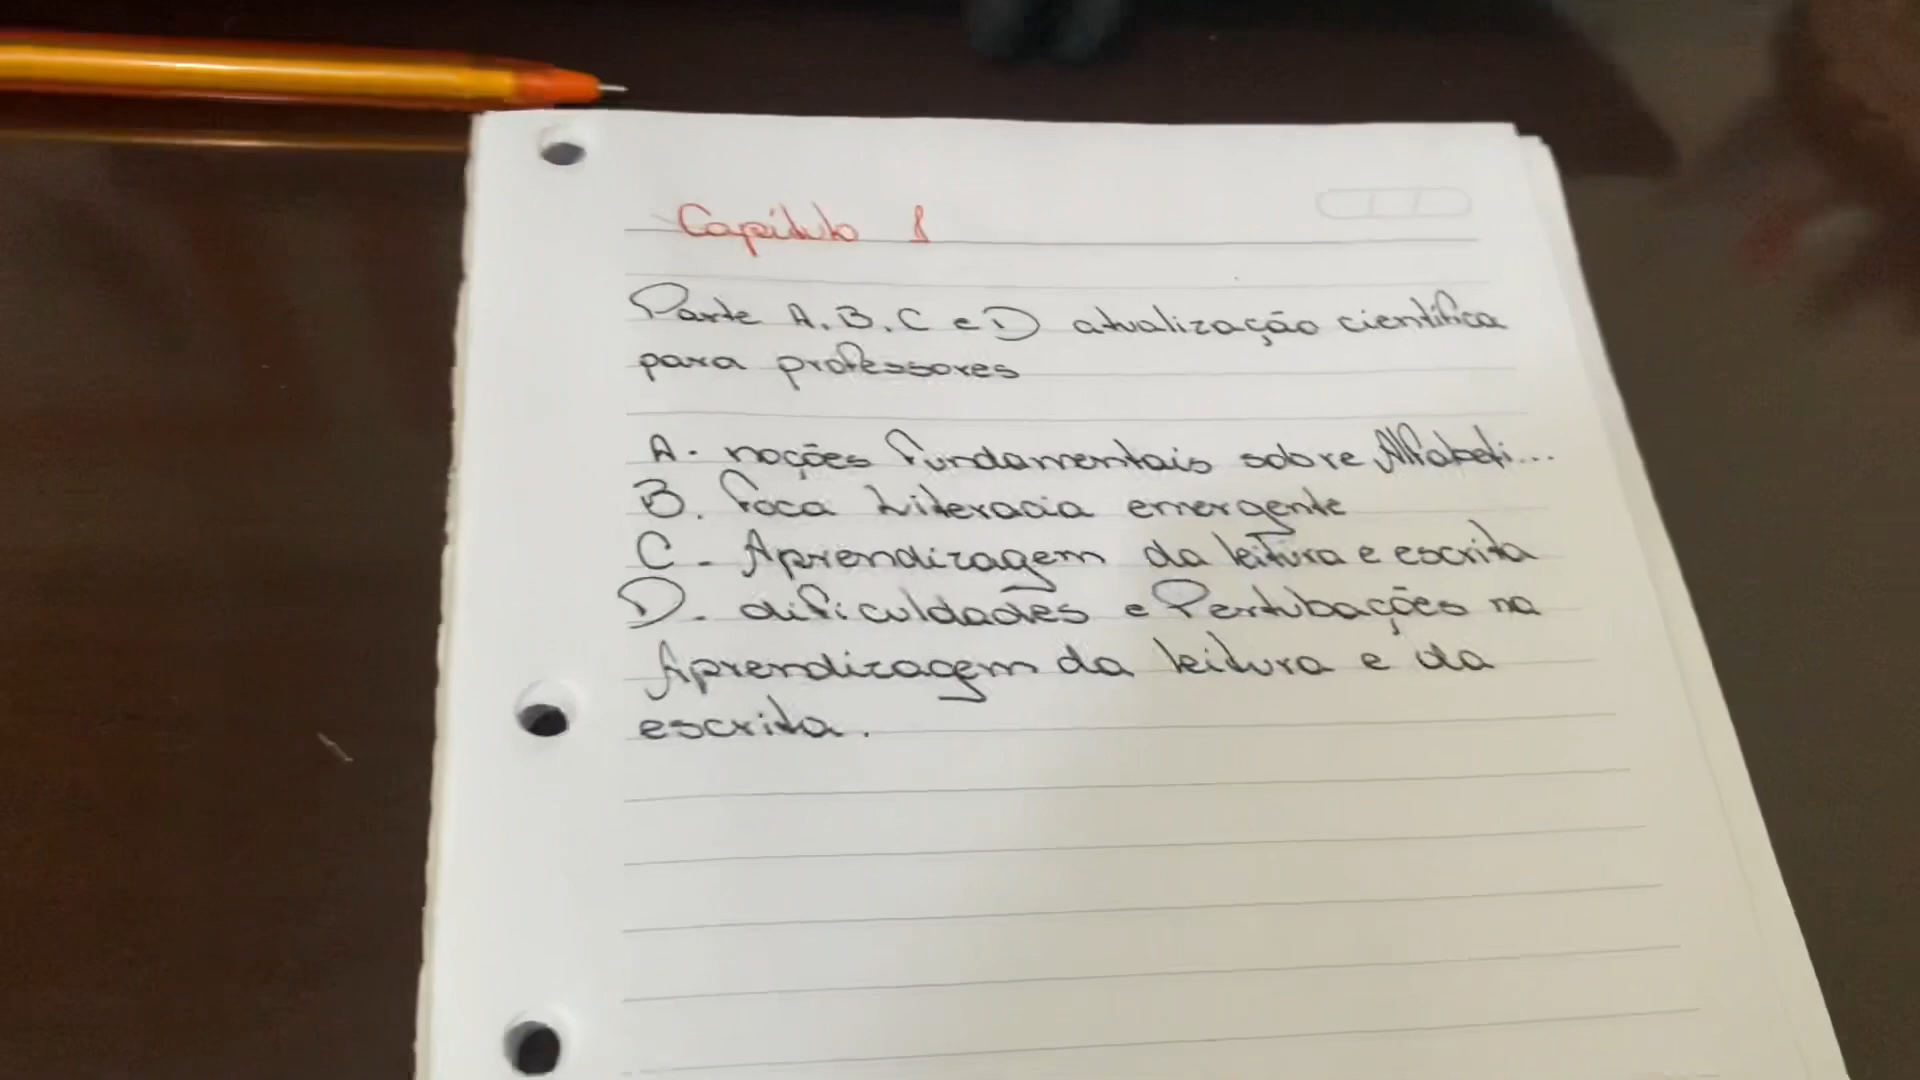 Capítulo 1
Parte A, B, C e D atualização científica
para professores
A. noções fundamentais sobre Alfabeti...
B. foca Literacia emergente
C - Aprendizagem da leitura e escrita
D. dificuldades e Pertubações na
Aprendizagem da leitura e da
escrita.